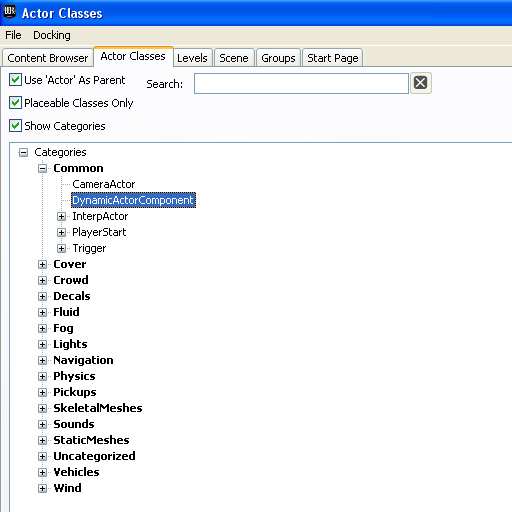 Actor Classes
File Docking
Content Browser Actor Classes Levels Scene Groups Start Page
Use 'Actor' As Parent Search:
Placeable Classes Only
Show Categories
Categories
Common
CameraActor
DynamicActorComponent
InterpActor
PlayerStart
Trigger
Cover
Crowd
Decals
Fluid
Fog
Lights
Navigation
Physics
Pickups
SkeletalMeshes
Sounds
StaticMeshes
Uncategorized
Vehicles
Wind